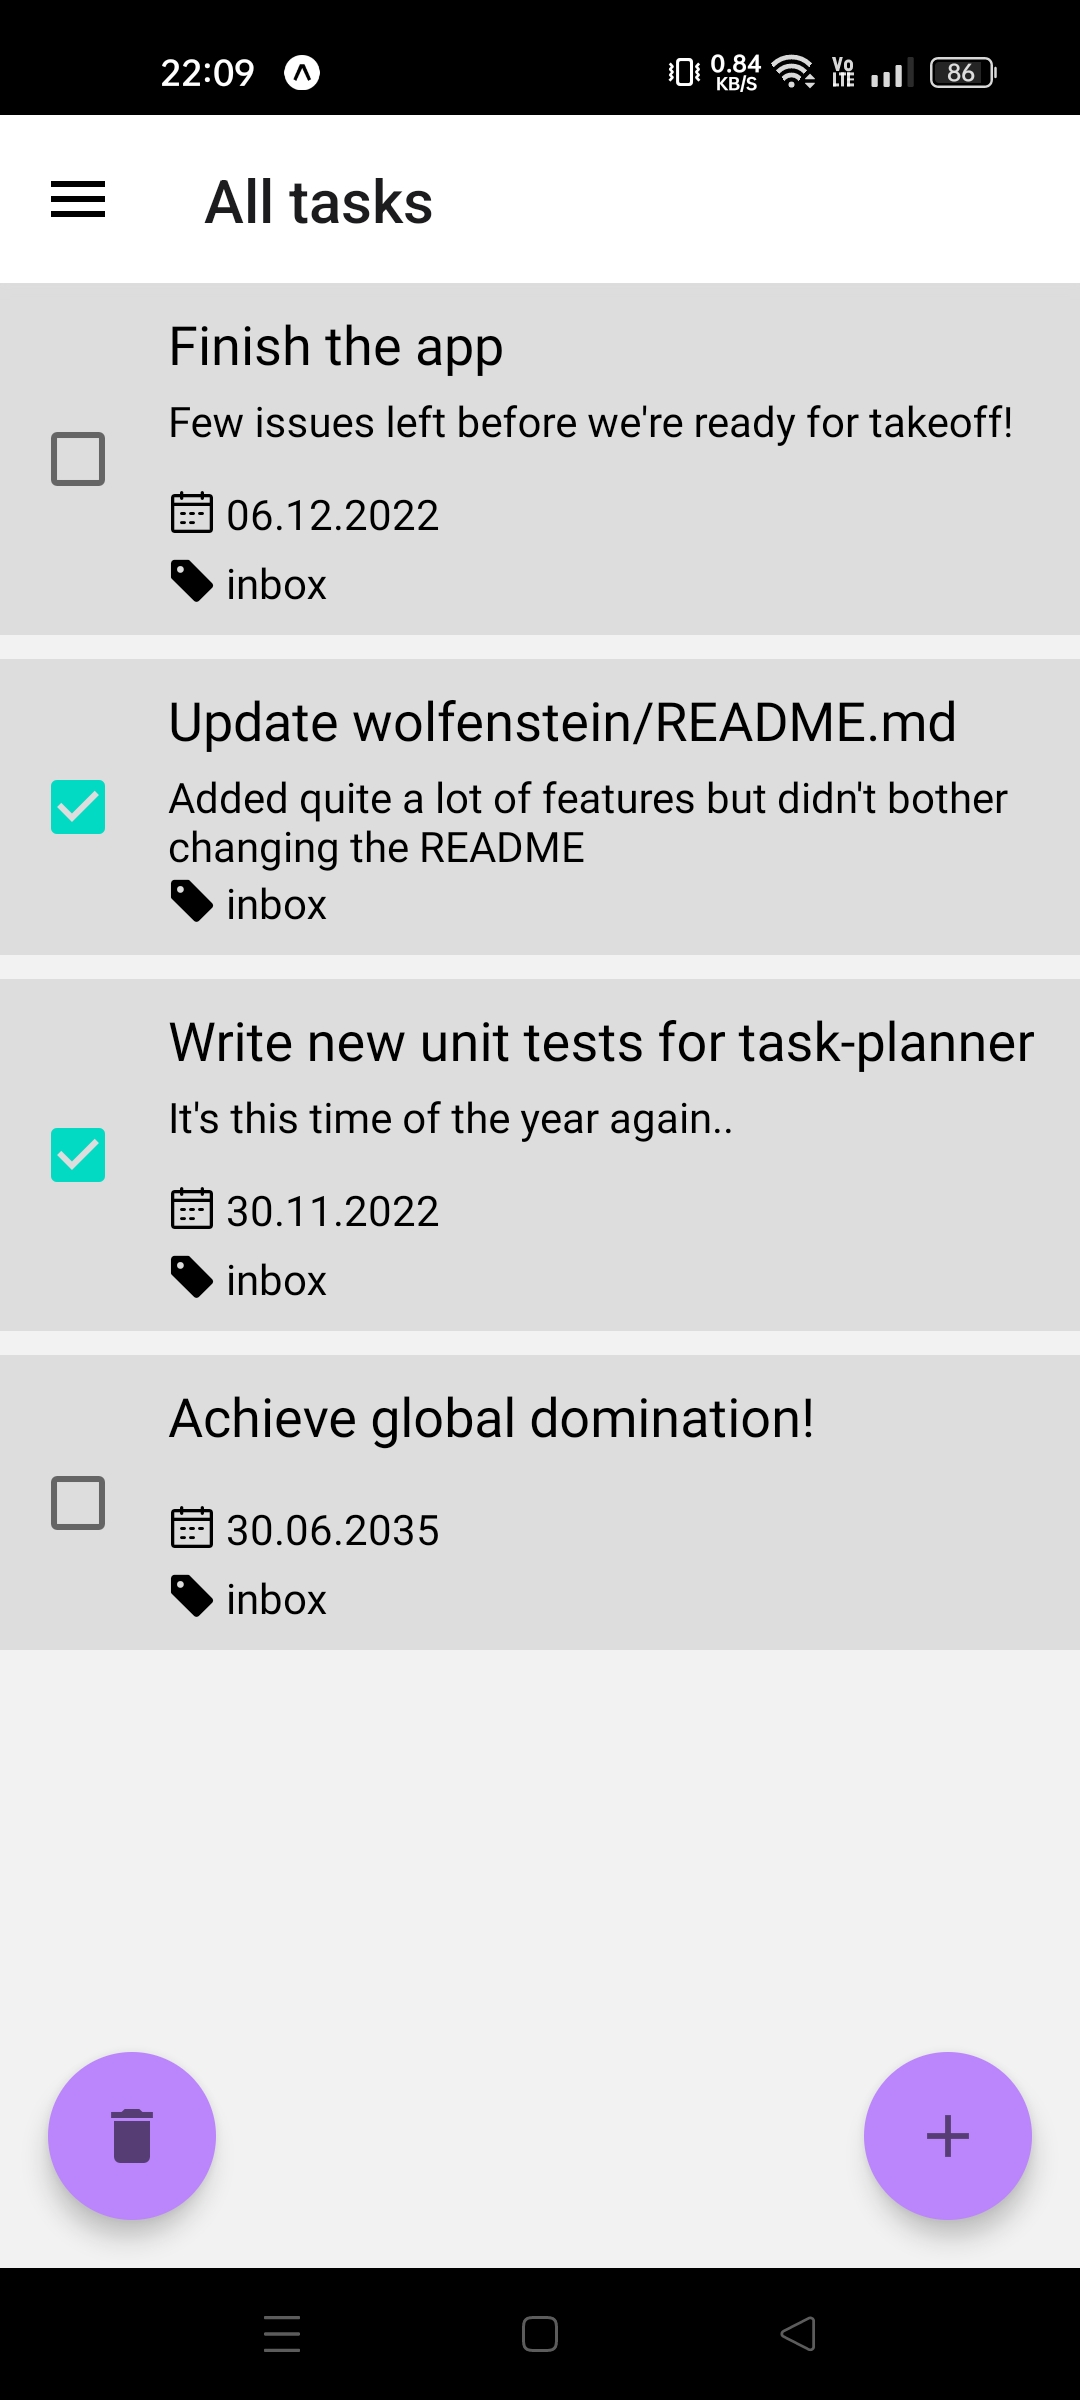 22:09
0.84
KB/S
Vo
LTE
86
All tasks
Finish the app
Few issues left before we're ready for takeoff!
06.12.2022
inbox
Update wolfenstein/README.md
Added quite a lot of features but didn't bother
changing the README
inbox
Write new unit tests for task-planner
It's this time of the year again..
30.11.2022
inbox
Achieve global domination!
30.06.2035
inbox